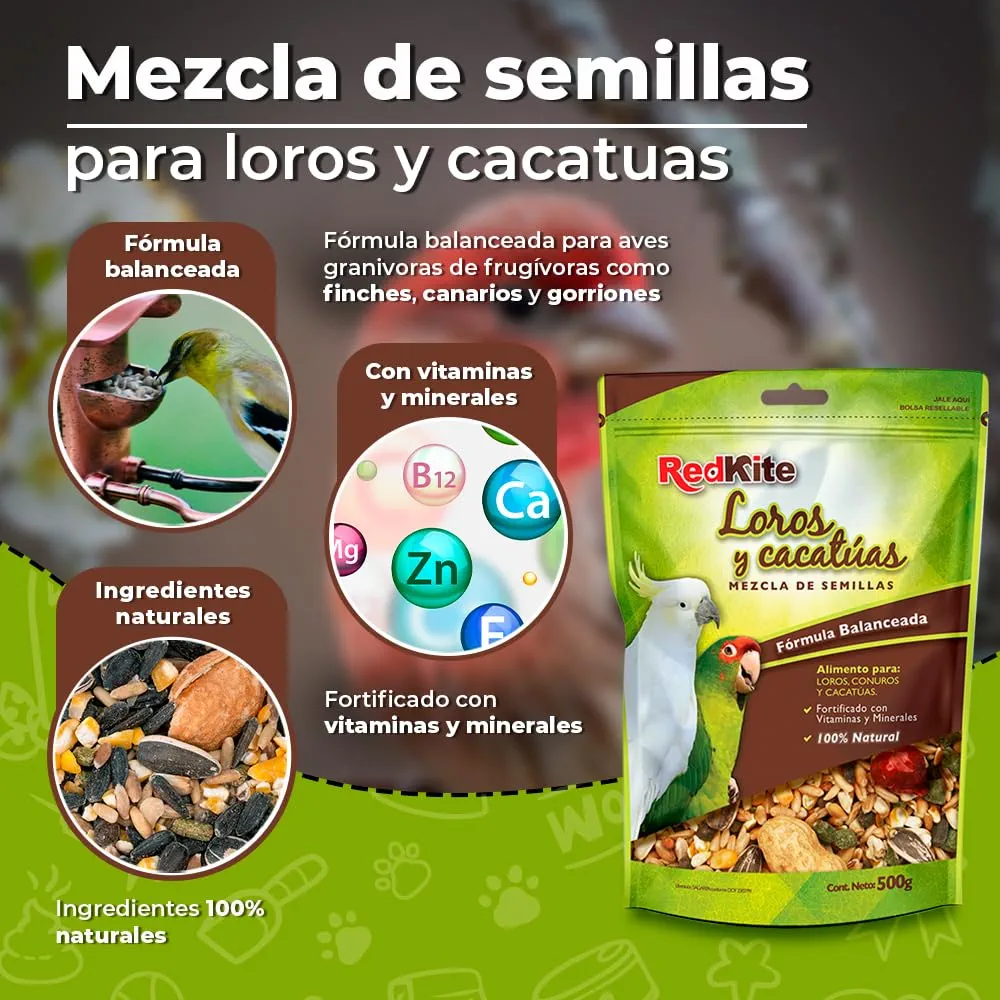 Mezcla de semillas
para loros y cacatuas
Fórmula
balanceada
Fórmula balanceada para aves
granivoras de frugívoras como
finches, canarios y gorriones
Con vitaminas
y minerales
B12
Ca
Mg
Zn
E
Fortificado con
vitaminas y minerales
Ingredientes
naturales
Ingredientes 100%
naturales
JALE AQUÍ
BOLSA RESELLABLE
RedKite
Loros
y cacatúas
MEZCLA DE SEMILLAS
Fórmula Balanceada
Alimento para:
LOROS, CONUROS
Y CACATÚAS.
Fortificado con
Vitaminas y Minerales
100% Natural
Cont. Neto: 500g